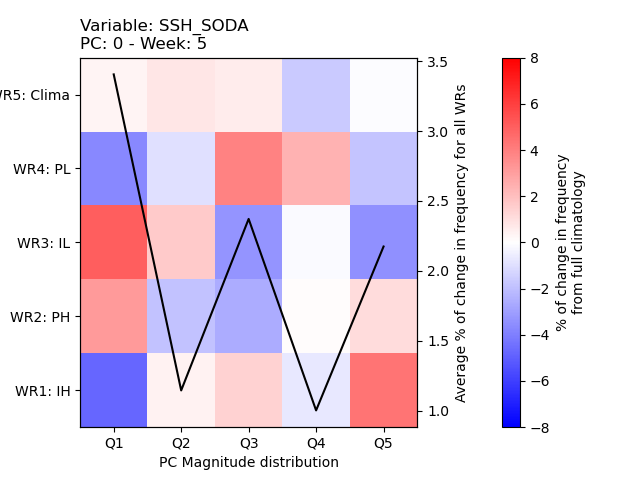 Variable: SSH_SODA
PC: 0 - Week: 5
WR5: Clima
WR4: PL
WR3: IL
WR2: PH
WR1: IH
Q1 Q2 Q3 Q4 Q5
PC Magnitude distribution
3.5
3.0
2.5
2.0
1.5
1.0
Average % of change in frequency for all WRs
8
6
4
2
0
−2
−4
−6
−8
% of change in frequency
from full climatology